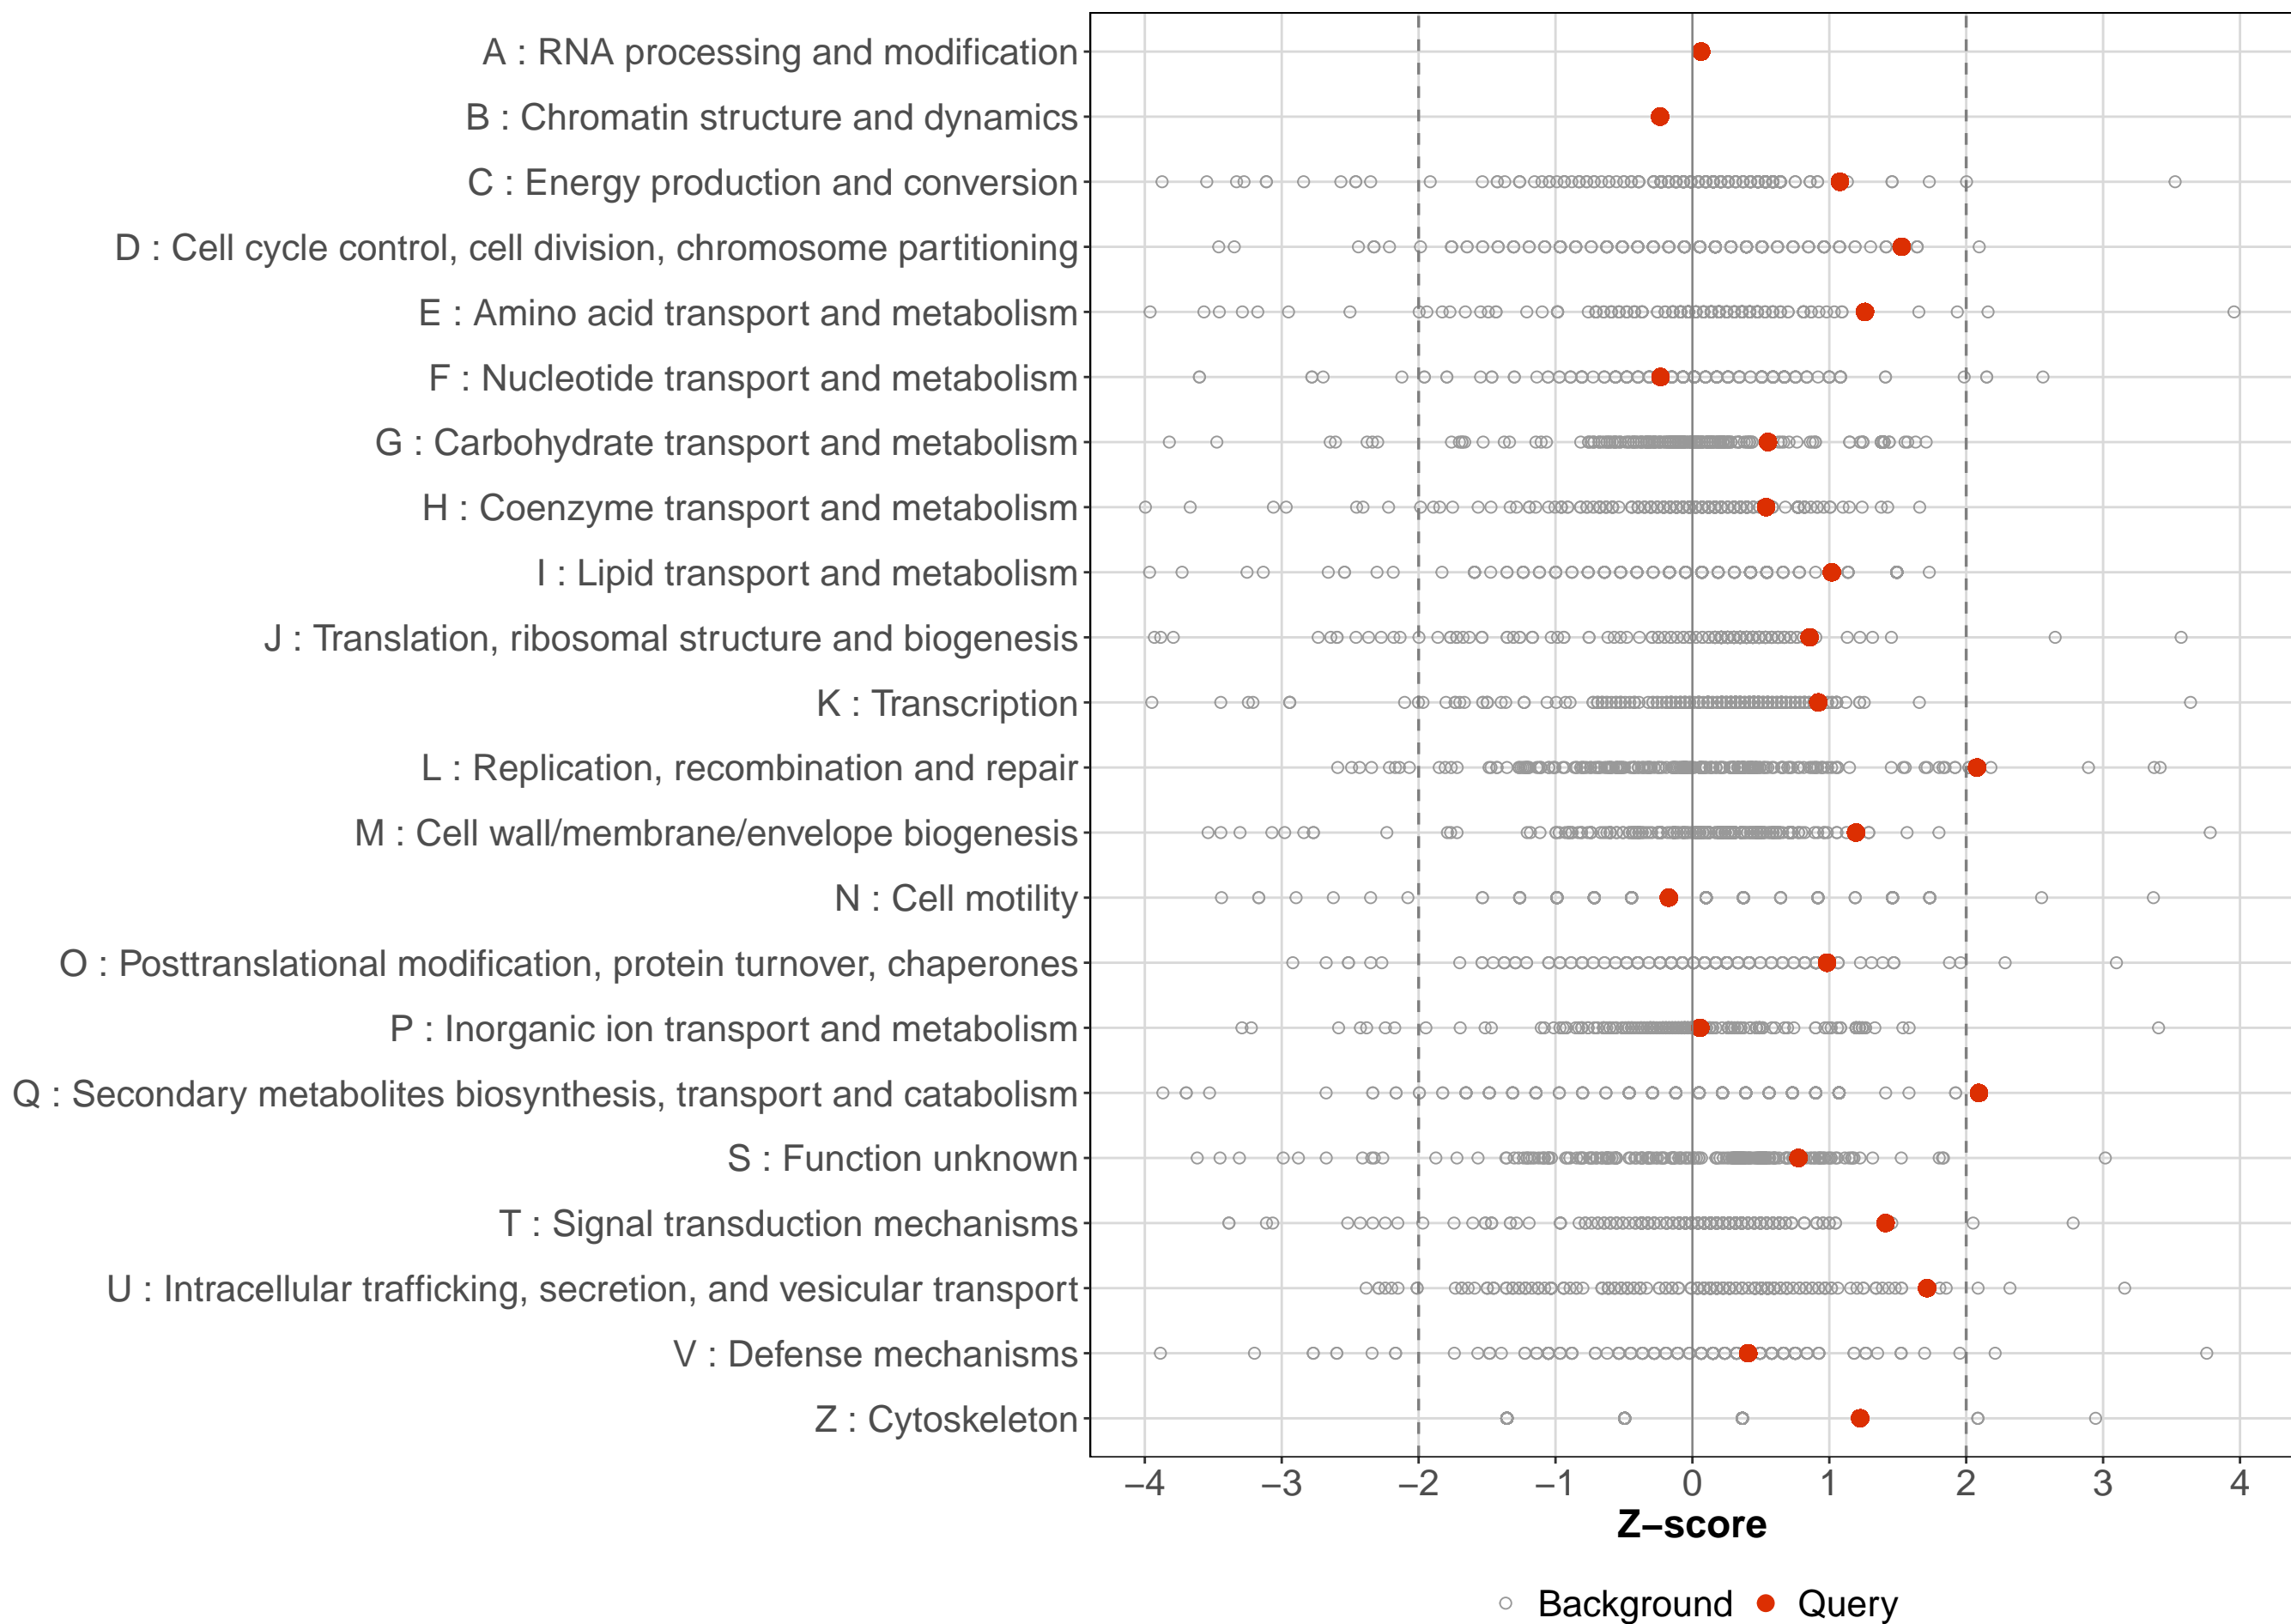 A : RNA processing and modification
B : Chromatin structure and dynamics
C : Energy production and conversion
D : Cell cycle control, cell division, chromosome partitioning
E : Amino acid transport and metabolism
F : Nucleotide transport and metabolism
G : Carbohydrate transport and metabolism
H : Coenzyme transport and metabolism
I : Lipid transport and metabolism
J : Translation, ribosomal structure and biogenesis
K : Transcription
L : Replication, recombination and repair
M : Cell wall/membrane/envelope biogenesis
N : Cell motility
O : Posttranslational modification, protein turnover, chaperones
P : Inorganic ion transport and metabolism
Q : Secondary metabolites biosynthesis, transport and catabolism
S : Function unknown
T : Signal transduction mechanisms
U : Intracellular trafficking, secretion, and vesicular transport
V : Defense mechanisms
Z : Cytoskeleton
−4 −3 −2 −1 0 1 2 3 4
Z−score
Background Query